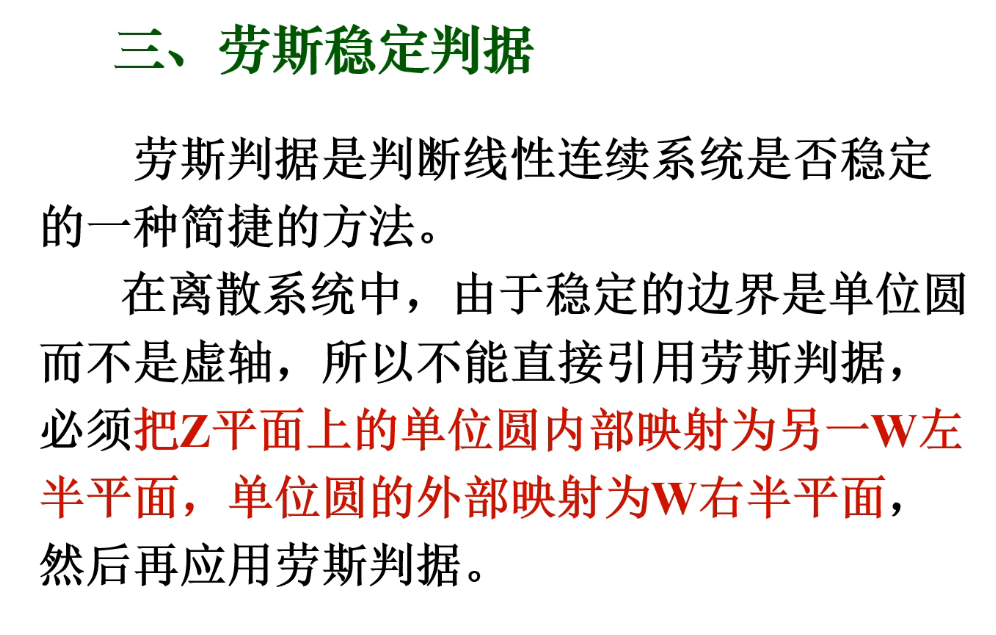 三、劳斯稳定判据
劳斯判据是判断线性连续系统是否稳定
的一种简捷的方法。
在离散系统中，由于稳定的边界是单位圆
而不是虚轴，所以不能直接引用劳斯判据，
必须把Z平面上的单位圆内部映射为另一W左
半平面，单位圆的外部映射为W右半平面，
然后再应用劳斯判据。